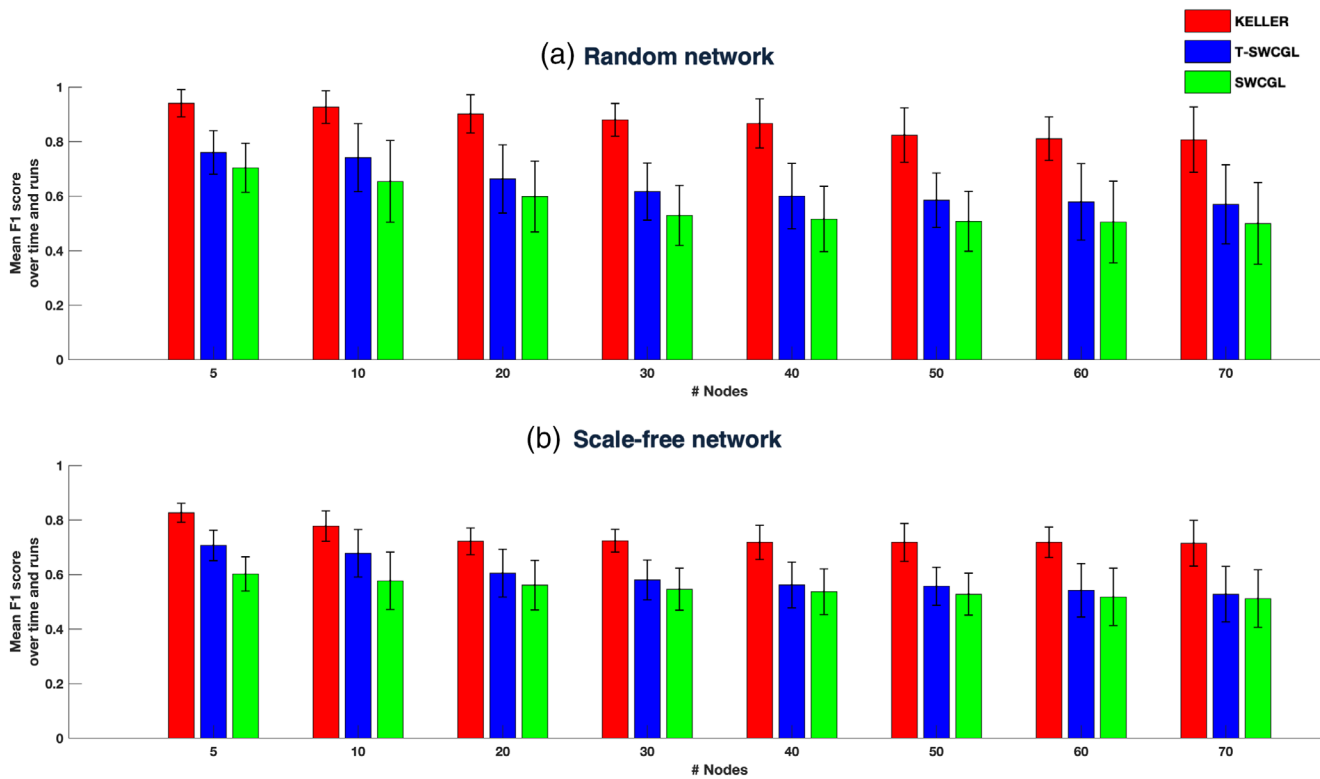 KELLER
T-SWCGL
SWCGL
(a) Random network
Mean F1 score
over time and runs
1
0.8
0.6
0.4
0.2
0
5 10 20 30 40 50 60 70
# Nodes
(b) Scale-free network
Mean F1 score
over time and runs
1
0.8
0.6
0.4
0.2
0
5 10 20 30 40 50 60 70
# Nodes